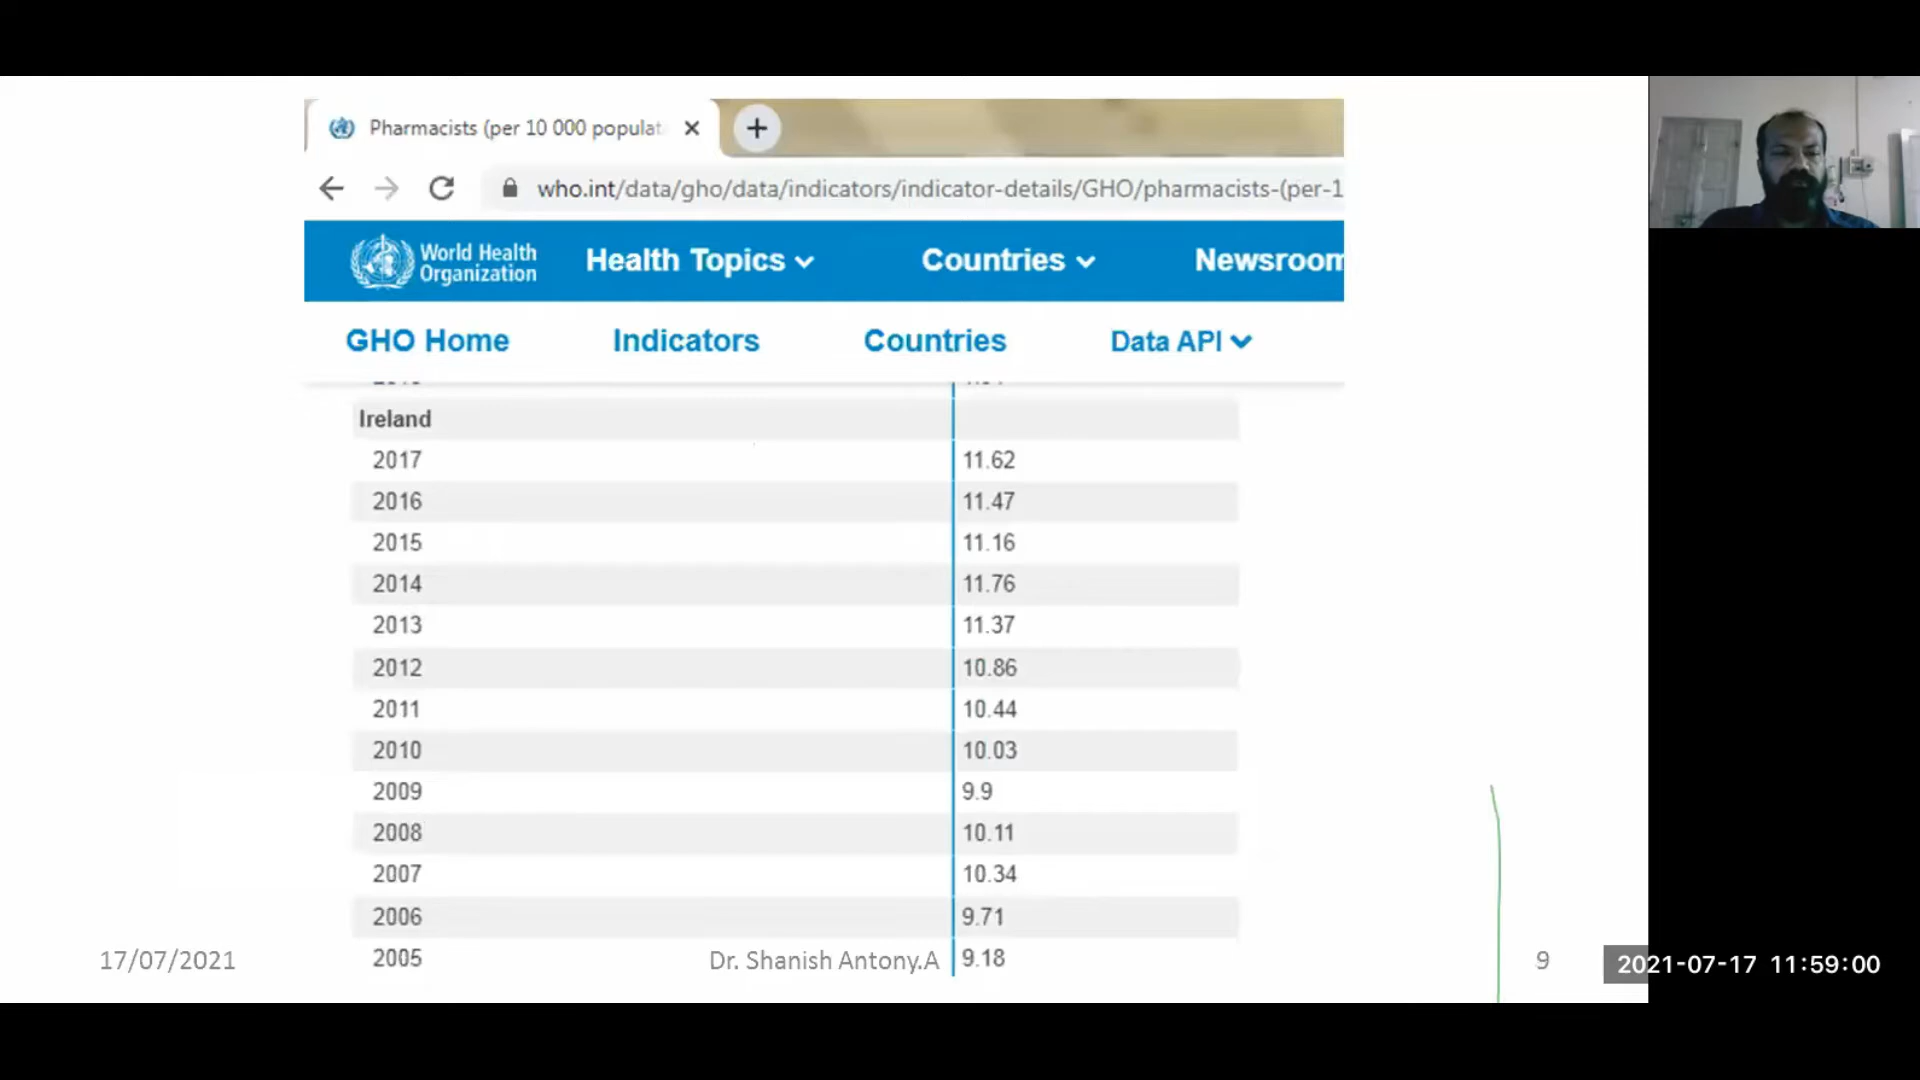 Pharmacists (per 10 000 populat
who.int/data/gho/data/indicators/indicator-details/GHO/pharmacists-(per-1
World Health Organization
Health Topics
Countries
Newsroom
GHO Home
Indicators
Countries
Data API
Ireland
2017 11.62
2016 11.47
2015 11.16
2014 11.76
2013 11.37
2012 10.86
2011 10.44
2010 10.03
2009 9.9
2008 10.11
2007 10.34
2006 9.71
2005 9.18
17/07/2021
Dr. Shanish Antony.A
9
2021-07-17 11:59:00